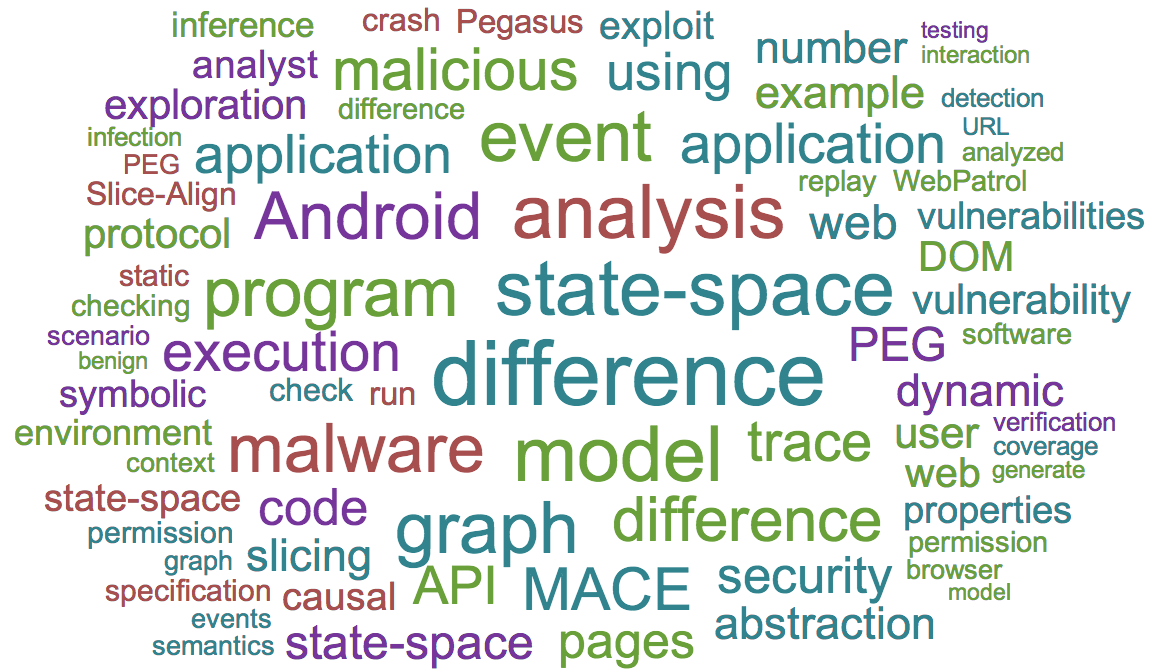 inference crash Pegasus exploit number testing
analyst malicious using interaction
exploration difference example detection
infection application event application URL
PEG analyzed
Slice-Align replay WebPatrol
protocol Android analysis web vulnerabilities
static DOM
checking program state-space vulnerability
scenario execution PEG software
benign difference
symbolic check run dynamic
environment malware model trace user verification
context coverage
web generate
state-space code graph difference properties
permission permission
graph slicing browser
specification causal API MACE security model
events abstraction
semantics state-space pages